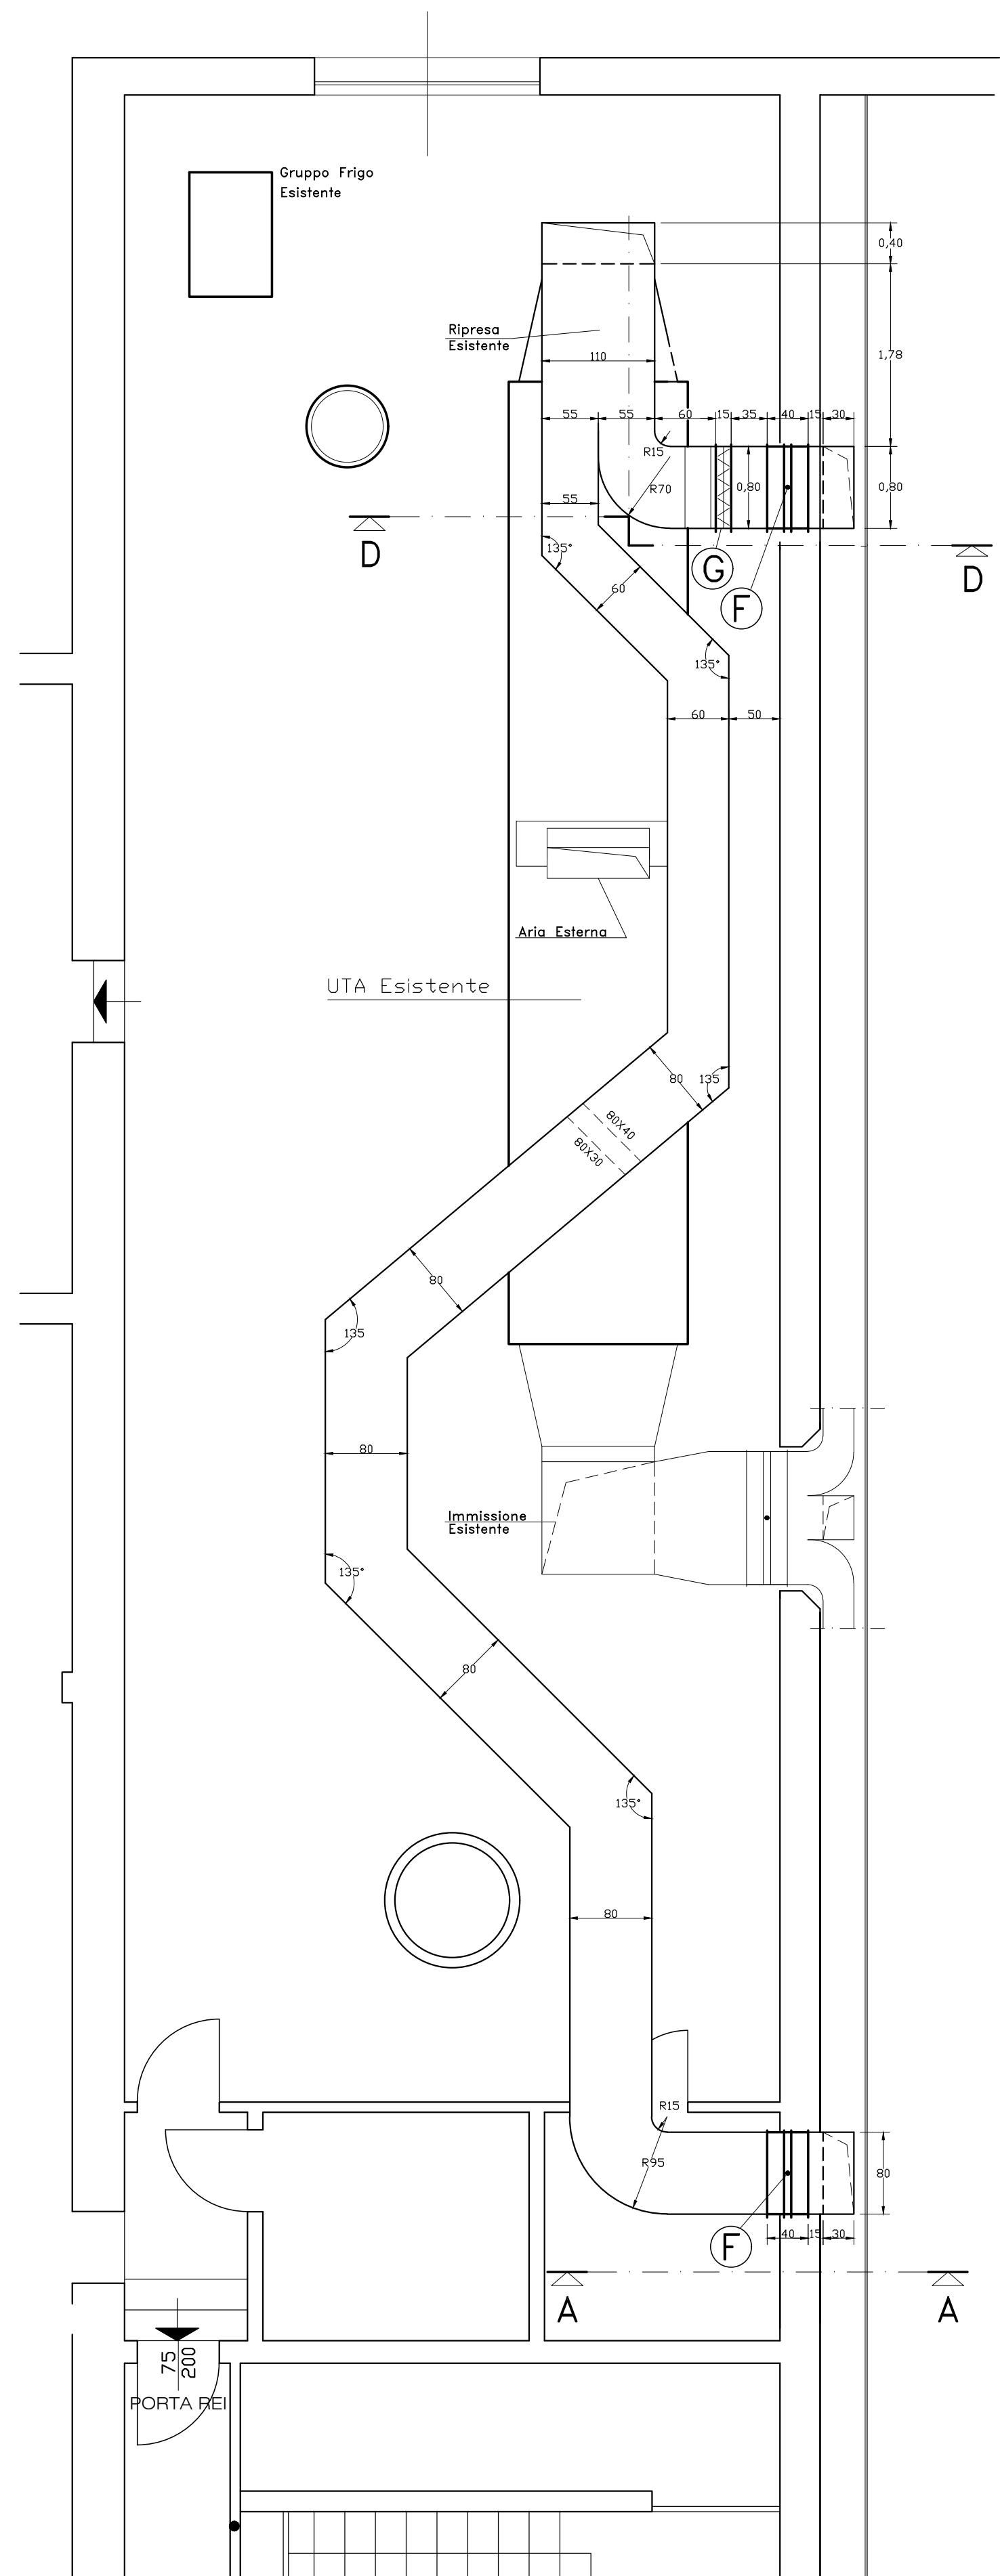 Gruppo Frigo
Esistente
0,40
Ripresa
Esistente
1,78
110
55
55
60
15
35
40
15
30
R15
R70
0,80
0,80
55
D
135°
G
D
60
F
135°
60
50
Aria Esterna
UTA Esistente
80
135
80X40
80X30
80
135
80
Immissione
Esistente
135°
80
135°
80
R15
R95
80
F
40
15
30
A
A
75
200
PORTA REI